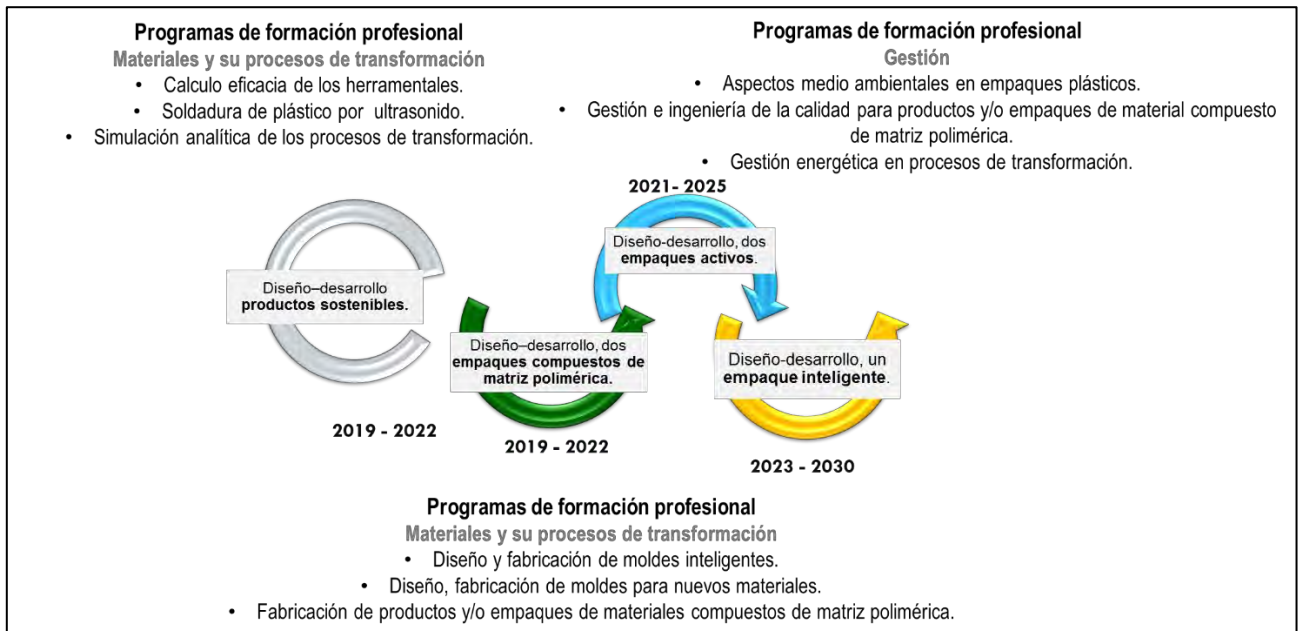 Programas de formación profesional
Materiales y su procesos de transformación
• Calculo eficacia de los herramentales.
• Soldadura de plástico por ultrasonido.
• Simulación analítica de los procesos de transformación.
Programas de formación profesional
Gestión
• Aspectos medio ambientales en empaques plásticos.
• Gestión e ingeniería de la calidad para productos y/o empaques de material compuesto
de matriz polimérica.
• Gestión energética en procesos de transformación.
2021- 2025
Diseño-desarrollo, dos
empaques activos.
Diseño–desarrollo
productos sostenibles.
Diseño–desarrollo, dos
empaques compuestos de
matriz polimérica.
Diseño-desarrollo, un
empaque inteligente.
2019 - 2022
2019 - 2022
2023 - 2030
Programas de formación profesional
Materiales y su procesos de transformación
• Diseño y fabricación de moldes inteligentes.
• Diseño, fabricación de moldes para nuevos materiales.
• Fabricación de productos y/o empaques de materiales compuestos de matriz polimérica.